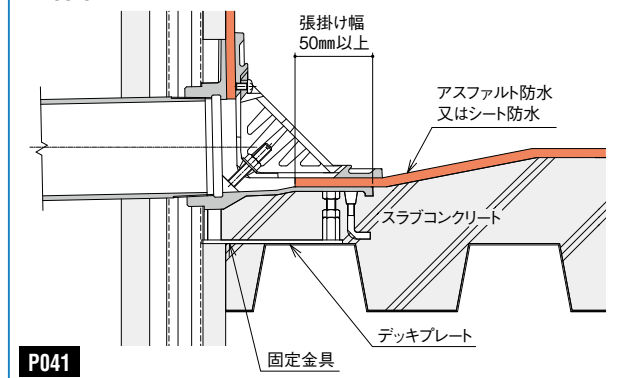 張掛け幅
50mm以上
アスファルト防水
又はシート防水
スラブコンクリート
デッキプレート
固定金具
P041